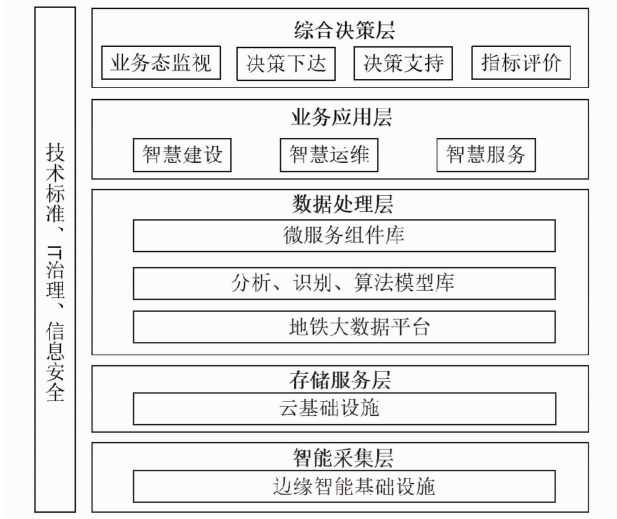 综合决策层
业务态监视 决策下达 决策支持 指标评价
业务应用层
智慧建设 智慧运维 智慧服务
数据处理层
微服务组件库
分析、识别、算法模型库
地铁大数据平台
存储服务层
云基础设施
智能采集层
边缘智能基础设施
技术标准、IT治理、信息安全